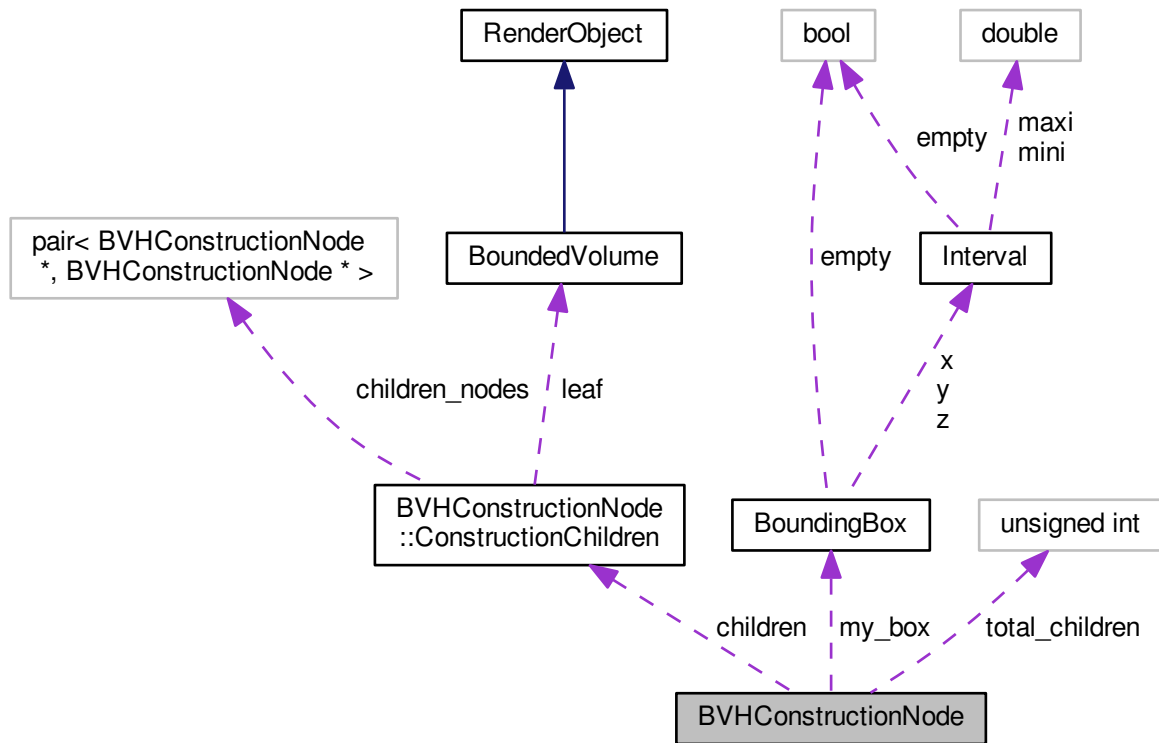 RenderObject
bool
double
empty
maxi
mini
pair< BVHConstructionNode
*, BVHConstructionNode * >
BoundedVolume
empty
Interval
children_nodes
leaf
x
y
z
BVHConstructionNode
::ConstructionChildren
BoundingBox
unsigned int
children
my_box
total_children
BVHConstructionNode